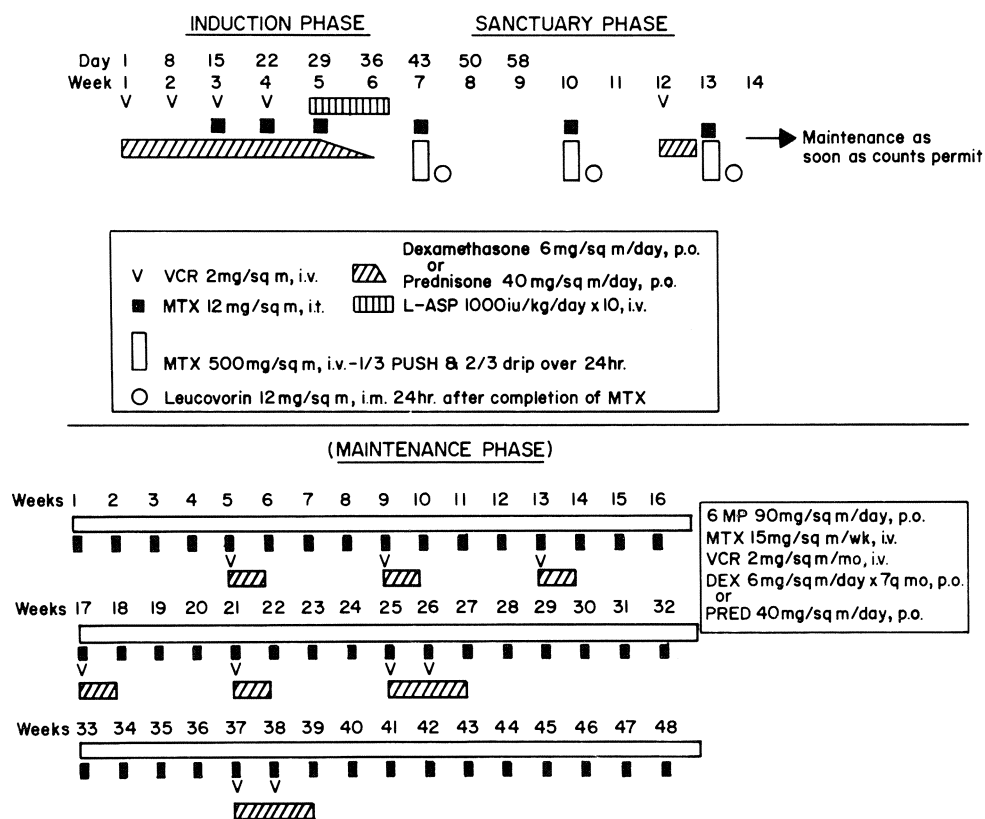 INDUCTION PHASE SANCTUARY PHASE
Day 1 8 15 22 29 36 43 50 58
Week 1 2 3 4 5 6 7 8 9 10 11 12 13 14
Maintenance as
soon as counts permit
VCR 2mg/sq m, i.v.
MTX 12mg/sq m, i.t.
Dexamethasone 6mg/sq m/day, p.o.
or
Prednisone 40mg/sq m/day, p.o.
L-ASP 1000iu/kg/day x 10, i.v.
MTX 500mg/sq m, i.v.-1/3 PUSH & 2/3 drip over 24hr.
Leucovorin 12mg/sq m, i.m. 24hr. after completion of MTX
(MAINTENANCE PHASE)
Weeks 1 2 3 4 5 6 7 8 9 10 11 12 13 14 15 16
6 MP 90mg/sq m/day, p.o.
MTX 15mg/sq m/wk, i.v.
VCR 2mg/sq m/mo, i.v.
DEX 6mg/sq m/day x 7q mo, p.o.
or
PRED 40mg/sq m/day, p.o.
Weeks 17 18 19 20 21 22 23 24 25 26 27 28 29 30 31 32
Weeks 33 34 35 36 37 38 39 40 41 42 43 44 45 46 47 48